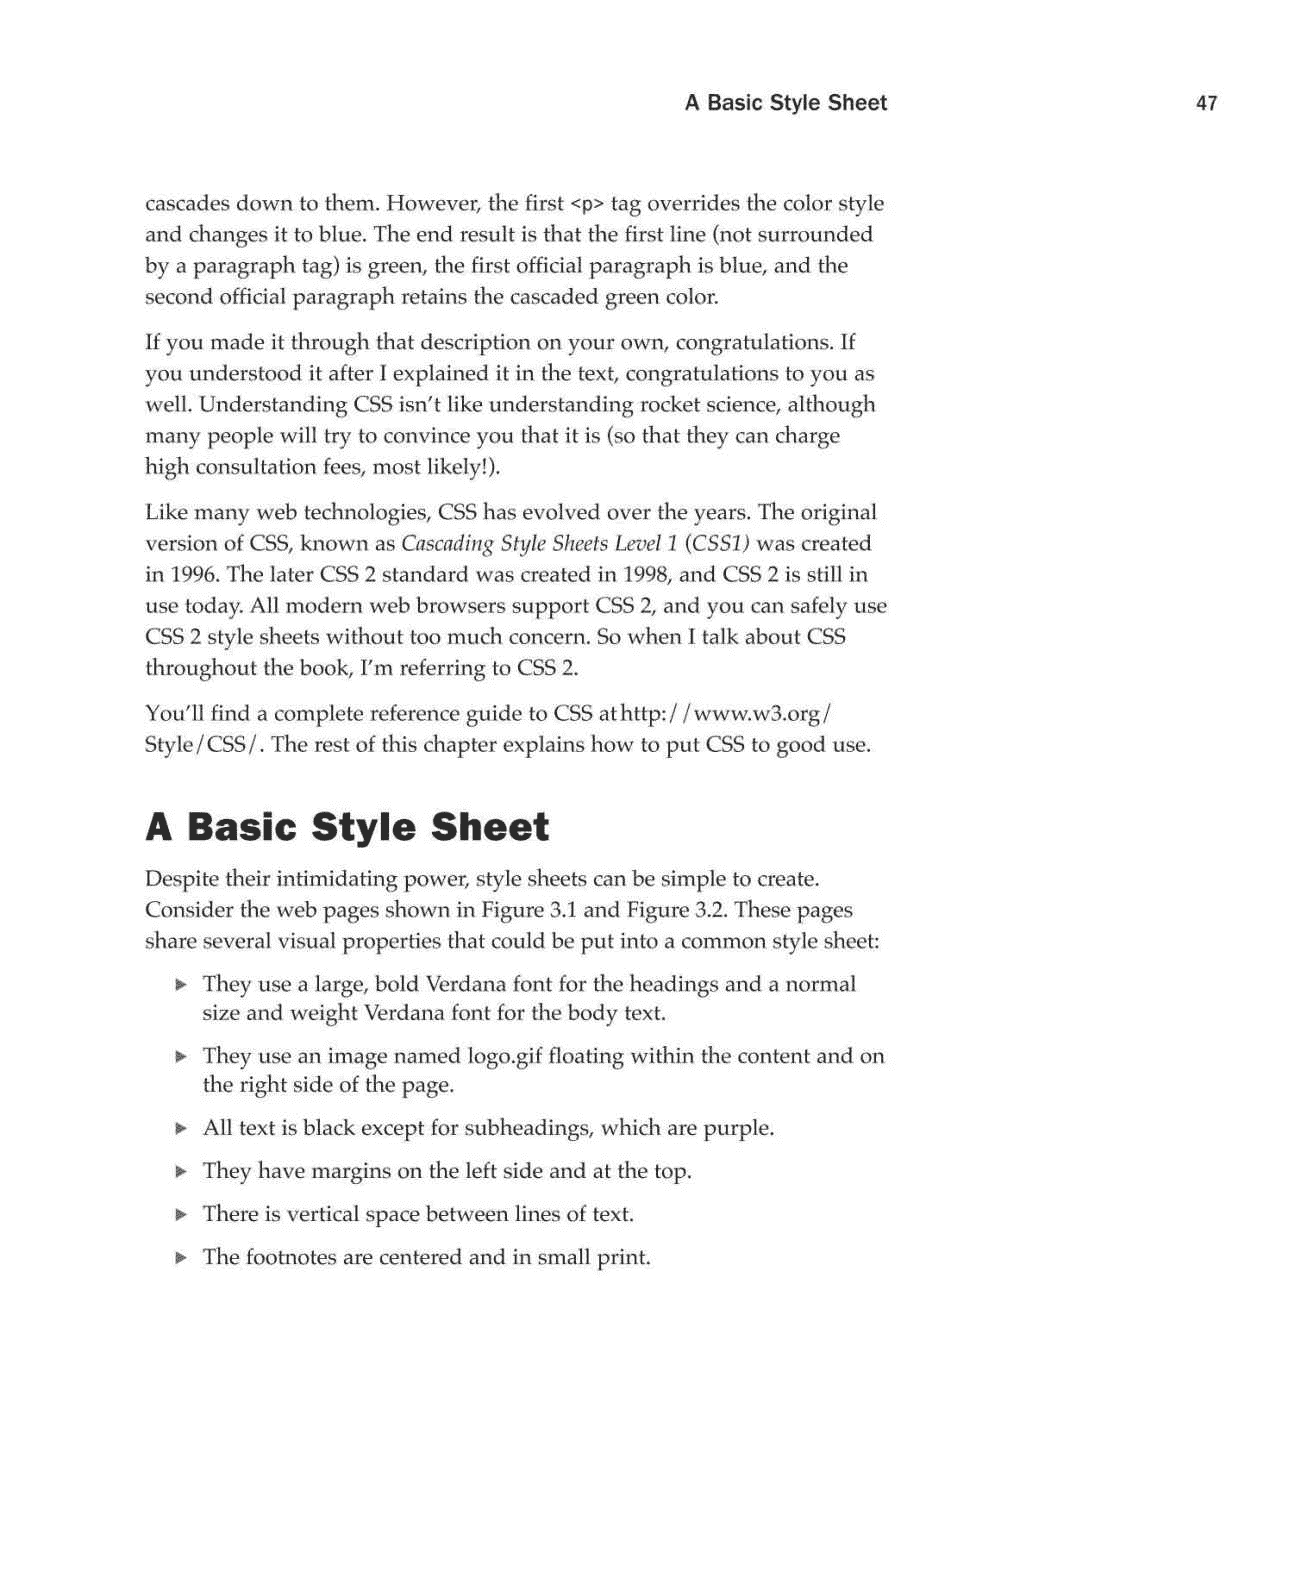 A Basic Style Sheet 47
cascades down to them. However, the first <p> tag overrides the color style
and changes it to blue. The end result is that the first line (not surrounded
by a paragraph tag) is green, the first official paragraph is blue, and the
second official paragraph retains the cascaded green color.
If you made it through that description on your own, congratulations. If
you understood it after I explained it in the text, congratulations to you as
well. Understanding CSS isn't like understanding rocket science, although
many people will try to convince you that it is (so that they can charge
high consultation fees, most likely!).
Like many web technologies, CSS has evolved over the years. The original
version of CSS, known as Cascading Style Sheets Level 1 (CSS1) was created
in 1996. The later CSS 2 standard was created in 1998, and CSS 2 is still in
use today. All modern web browsers support CSS 2, and you can safely use
CSS 2 style sheets without too much concern. So when I talk about CSS
throughout the book, I'm referring to CSS 2.
You'll find a complete reference guide to CSS at http://www.w3.org/
Style/CSS/. The rest of this chapter explains how to put CSS to good use.
A Basic Style Sheet
Despite their intimidating power, style sheets can be simple to create.
Consider the web pages shown in Figure 3.1 and Figure 3.2. These pages
share several visual properties that could be put into a common style sheet:
They use a large, bold Verdana font for the headings and a normal
size and weight Verdana font for the body text.
They use an image named logo.gif floating within the content and on
the right side of the page.
All text is black except for subheadings, which are purple.
They have margins on the left side and at the top.
There is vertical space between lines of text.
The footnotes are centered and in small print.